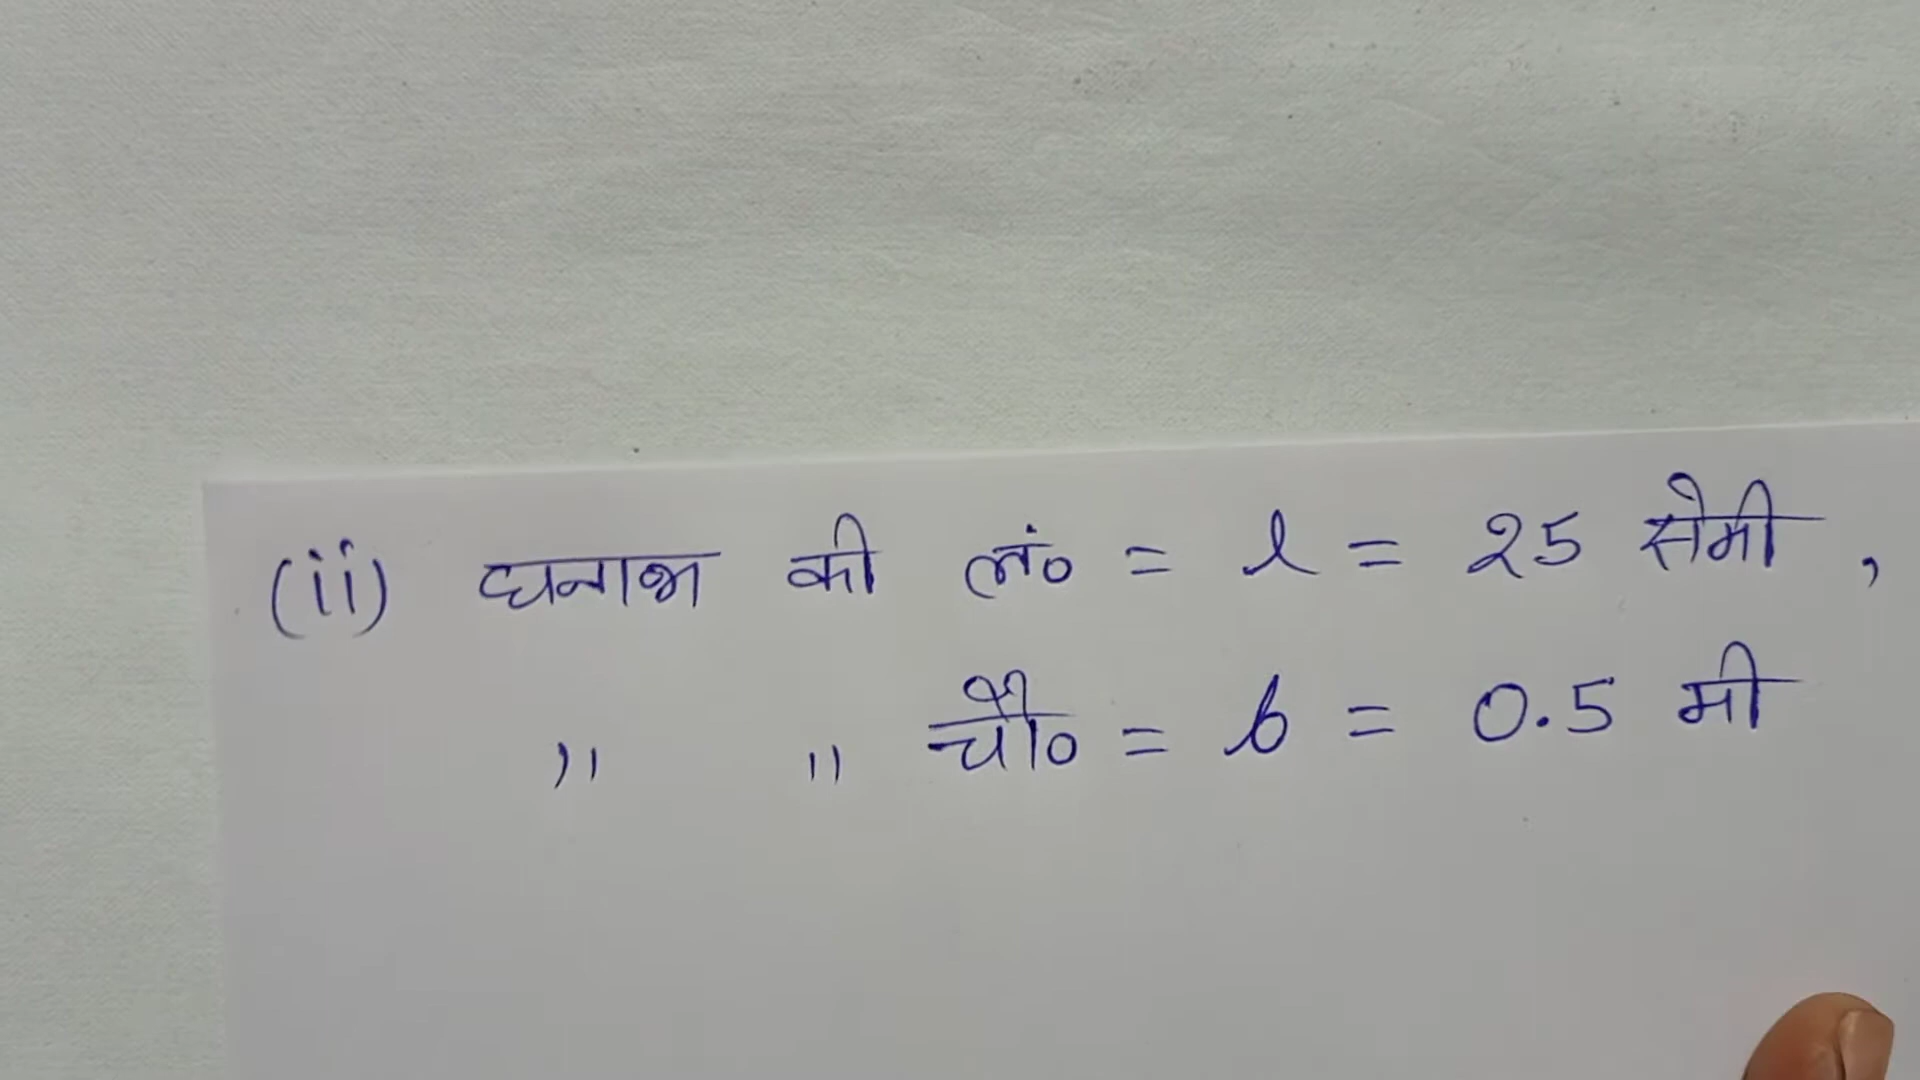 (ii) घनाभ की लं० = l = 25 सेमी ,
" " चौ० = b = 0.5 मी